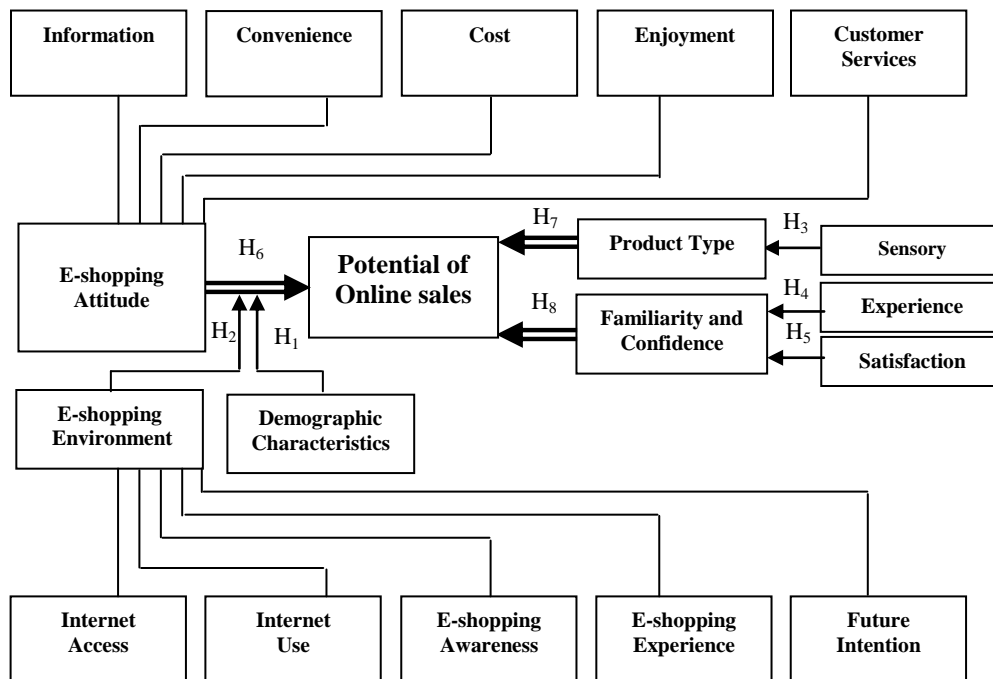 Information
Convenience
Cost
Enjoyment
Customer
Services
H7
H3
H6
Product Type
Sensory
Potential of
Online sales
E-shopping
Attitude
H4
H8
Experience
Familiarity and
Confidence
H2
H1
H5
Satisfaction
E-shopping
Environment
Demographic
Characteristics
Internet
Access
Internet
Use
E-shopping
Awareness
E-shopping
Experience
Future
Intention